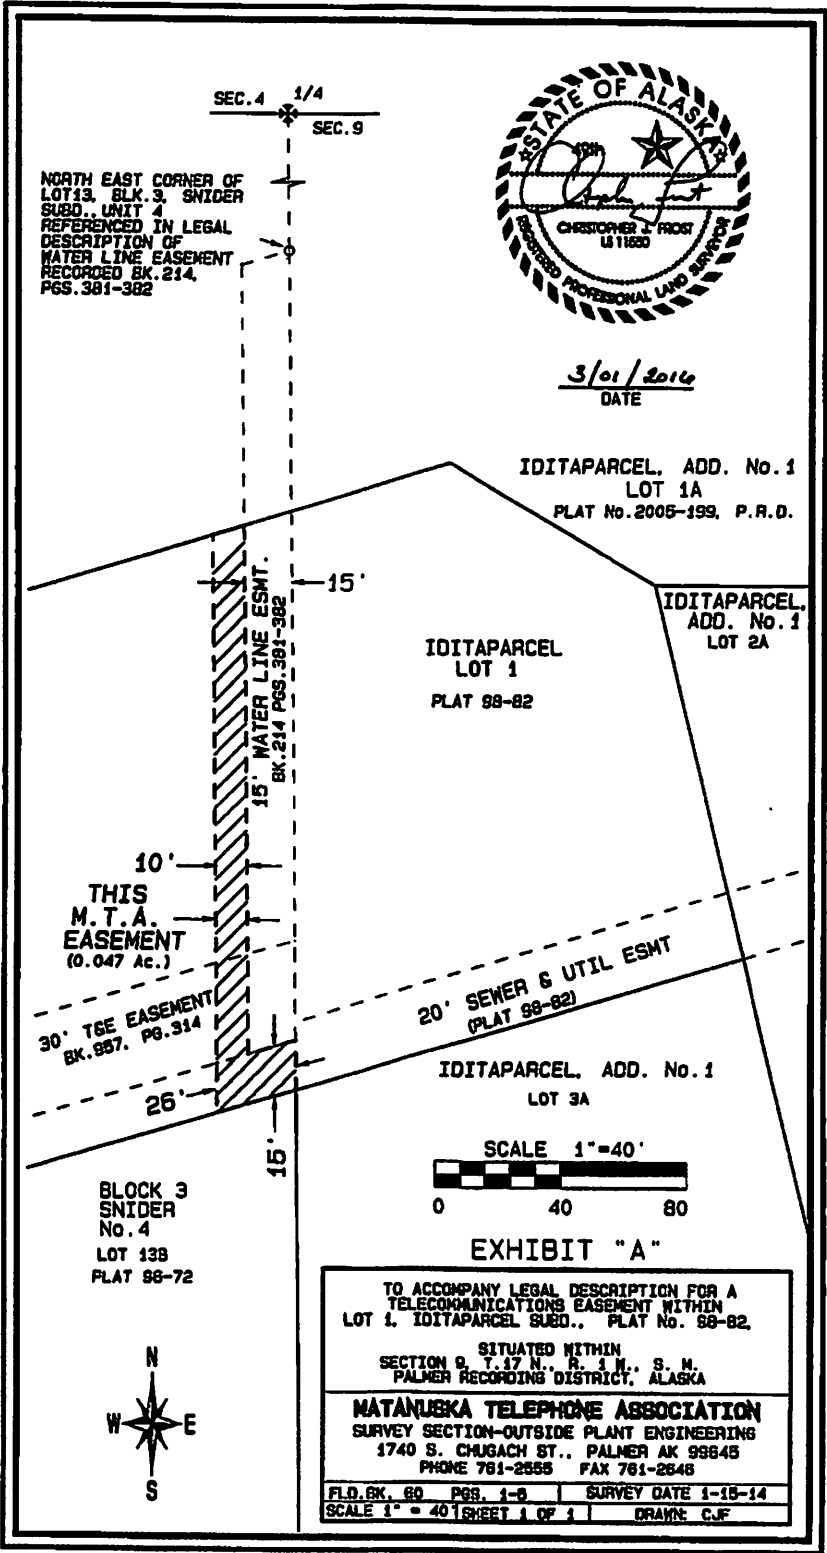 SEC.4 1/4
SEC.9
STATE OF ALASKA
49th
CHRISTOPHER J. FROST
LS 11550
REGISTERED PROFESSIONAL LAND SURVEYOR
NORTH EAST CORNER OF
LOT13, BLK.3, SNIDER
SUBD., UNIT 4
REFERENCED IN LEGAL
DESCRIPTION OF
WATER LINE EASEMENT
RECORDED BK.214,
PGS.381-382
3/01/2014
DATE
IDITAPARCEL, ADD. No.1
LOT 1A
PLAT No.2005-199, P.R.D.
15'
15' WATER LINE ESMT.
BK.214 PGS.381-382
IDITAPARCEL,
ADD. No.1
LOT 2A
IDITAPARCEL
LOT 1
PLAT 98-82
10'
THIS
M.T.A.
EASEMENT
(0.047 Ac.)
30' T&E EASEMENT
BK.957, PG.314
20' SEWER & UTIL ESMT
(PLAT 98-82)
26'
15'
IDITAPARCEL, ADD. No.1
LOT 3A
SCALE 1"=40'
0 40 80
BLOCK 3
SNIDER
No.4
LOT 13B
PLAT 98-72
EXHIBIT "A"
TO ACCOMPANY LEGAL DESCRIPTION FOR A
TELECOMMUNICATIONS EASEMENT WITHIN
LOT 1, IDITAPARCEL SUBD., PLAT No. 98-82,
SITUATED WITHIN
SECTION 9, T.17 N., R. 1 W., S. M.
PALMER RECORDING DISTRICT, ALASKA
MATANUSKA TELEPHONE ASSOCIATION
SURVEY SECTION-OUTSIDE PLANT ENGINEERING
1740 S. CHUGACH ST., PALMER AK 99645
PHONE 761-2555 FAX 761-2646
FLD.BK. 60 PGS. 1-6 SURVEY DATE 1-15-14
SCALE 1" = 40' SHEET 1 OF 1 DRAWN: CJF
N
W E
S